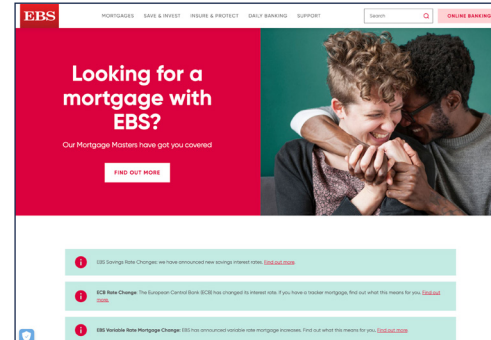 EBS
MORTGAGES SAVE & INVEST INSURE & PROTECT DAILY BANKING SUPPORT
Search
ONLINE BANKING
Looking for a
mortgage with
EBS?
Our Mortgage Masters have got you covered
FIND OUT MORE
EBS Savings Rate Changes: we have announced new savings interest rates. Find out more.
ECB Rate Change: The European Central Bank (ECB) has changed its interest rate. If you have a tracker mortgage, find out what this means for you. Find out
more.
EBS Variable Rate Mortgage Change: EBS has announced variable rate mortgage increases. Find out what this means for you. Find out more